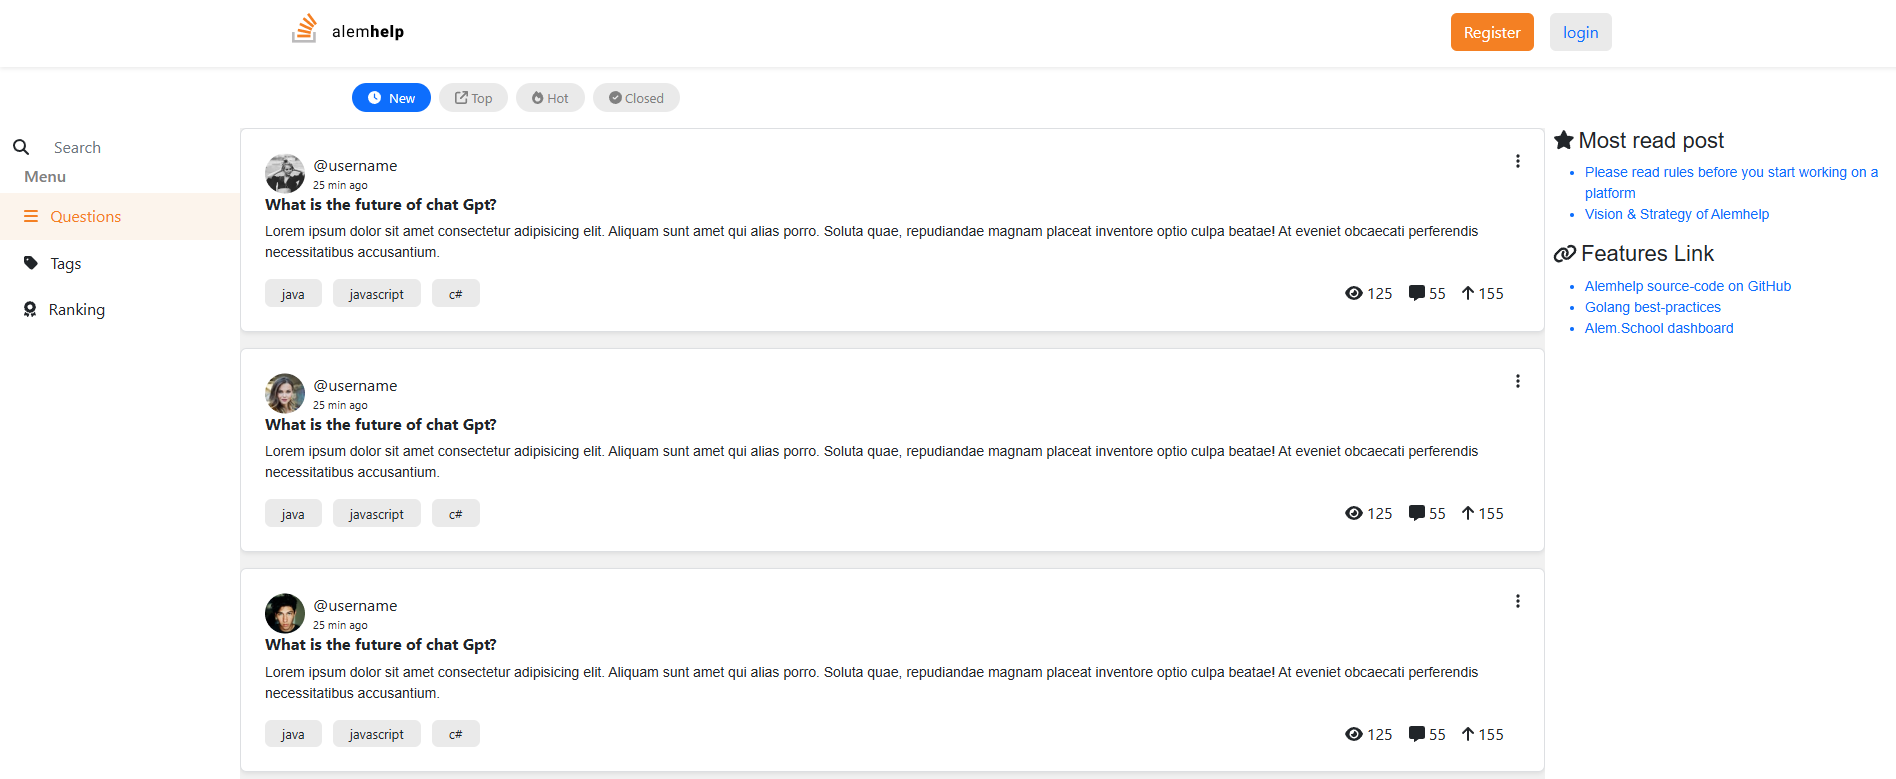 alemhelp
Register
login
New
Top
Hot
Closed
Search
Menu
Questions
Tags
Ranking
@username
25 min ago
What is the future of chat Gpt?
Lorem ipsum dolor sit amet consectetur adipisicing elit. Aliquam sunt amet qui alias porro. Soluta quae, repudiandae magnam placeat inventore optio culpa beatae! At eveniet obcaecati perferendis
necessitatibus accusantium.
java
javascript
c#
125
55
155
@username
25 min ago
What is the future of chat Gpt?
Lorem ipsum dolor sit amet consectetur adipisicing elit. Aliquam sunt amet qui alias porro. Soluta quae, repudiandae magnam placeat inventore optio culpa beatae! At eveniet obcaecati perferendis
necessitatibus accusantium.
java
javascript
c#
125
55
155
@username
25 min ago
What is the future of chat Gpt?
Lorem ipsum dolor sit amet consectetur adipisicing elit. Aliquam sunt amet qui alias porro. Soluta quae, repudiandae magnam placeat inventore optio culpa beatae! At eveniet obcaecati perferendis
necessitatibus accusantium.
java
javascript
c#
125
55
155
Most read post
Please read rules before you start working on a
platform
Vision & Strategy of Alemhelp
Features Link
Alemhelp source-code on GitHub
Golang best-practices
Alem.School dashboard